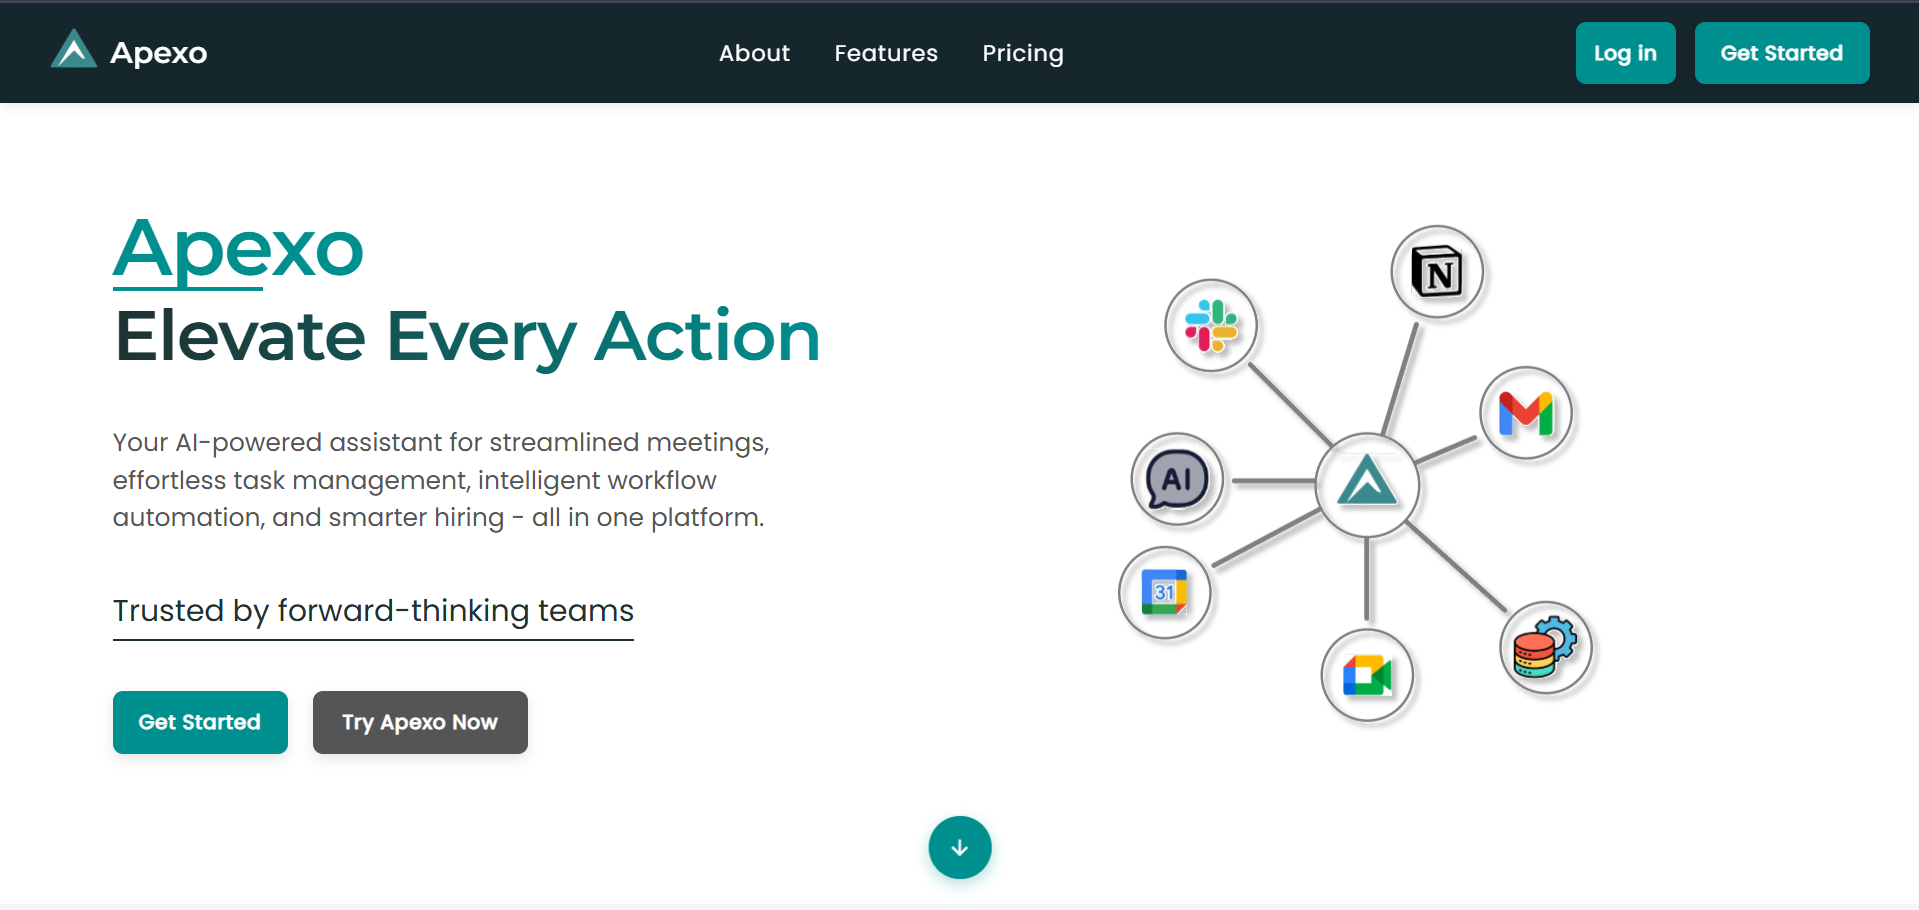 Apexo
About
Features
Pricing
Log in
Get Started
Apexo
Elevate Every Action
Your AI-powered assistant for streamlined meetings,
effortless task management, intelligent workflow
automation, and smarter hiring - all in one platform.
Trusted by forward-thinking teams
Get Started
Try Apexo Now
N
AI
31